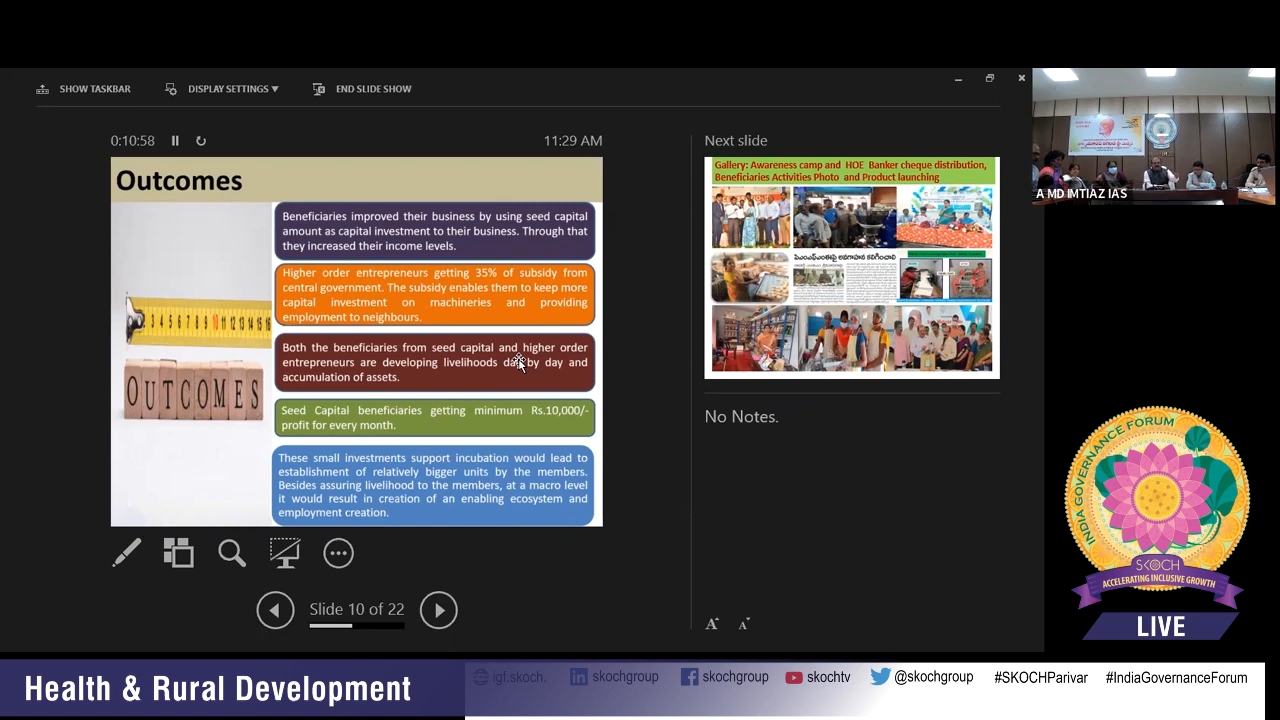 SHOW TASKBAR
DISPLAY SETTINGS ▼
END SLIDE SHOW
0:10:58
11:29 AM
Outcomes
Beneficiaries improved their business by using seed capital
amount as capital investment to their business. Through that
they increased their income levels.
Higher order entrepreneurs getting 35% of subsidy from
central government. The subsidy enables them to keep more
capital investment on machineries and providing
employment to neighbours.
Both the beneficiaries from seed capital and higher order
entrepreneurs are developing livelihoods day by day and
accumulation of assets.
Seed Capital beneficiaries getting minimum Rs.10,000/-
profit for every month.
These small investments support incubation would lead to
establishment of relatively bigger units by the members.
Besides assuring livelihood to the members, at a macro level
it would result in creation of an enabling ecosystem and
employment creation.
OUTCOMES
Slide 10 of 22
Next slide
Gallery: Awareness camp and HOE Banker cheque distribution,
Beneficiaries Activities Photo and Product launching
పిఎంఎఫ్ఎంఈపై అవగాహన కలిగించాలి
No Notes.
A MD IMTIAZ IAS
INDIA GOVERNANCE FORUM
SKOCH
ACCELERATING INCLUSIVE GROWTH
LIVE
Health & Rural Development
igf.skoch.
skochgroup
skochgroup
skochtv
@skochgroup
#SKOCHParivar
#IndiaGovernanceForum